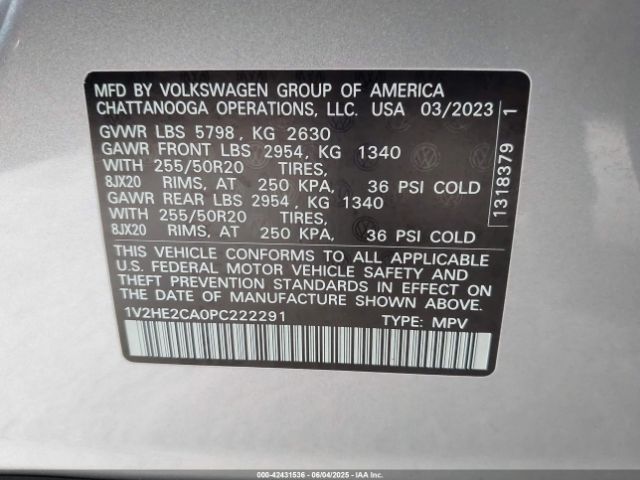 MFD BY VOLKSWAGEN GROUP OF AMERICA
CHATTANOOGA OPERATIONS, LLC. USA 03/2023
GVWR LBS 5798, KG 2630
GAWR FRONT LBS 2954, KG 1340
WITH 255/50R20 TIRES,
8JX20 RIMS, AT 250 KPA, 36 PSI COLD
GAWR REAR LBS 2954, KG 1340
WITH 255/50R20 TIRES,
8JX20 RIMS, AT 250 KPA, 36 PSI COLD
THIS VEHICLE CONFORMS TO ALL APPLICABLE
U.S. FEDERAL MOTOR VEHICLE SAFETY AND
THEFT PREVENTION STANDARDS IN EFFECT ON
THE DATE OF MANUFACTURE SHOWN ABOVE.
1V2HE2CA0PC222291 TYPE: MPV
1318379 1
000-42431536 - 06/04/2025 - IAAI.COM